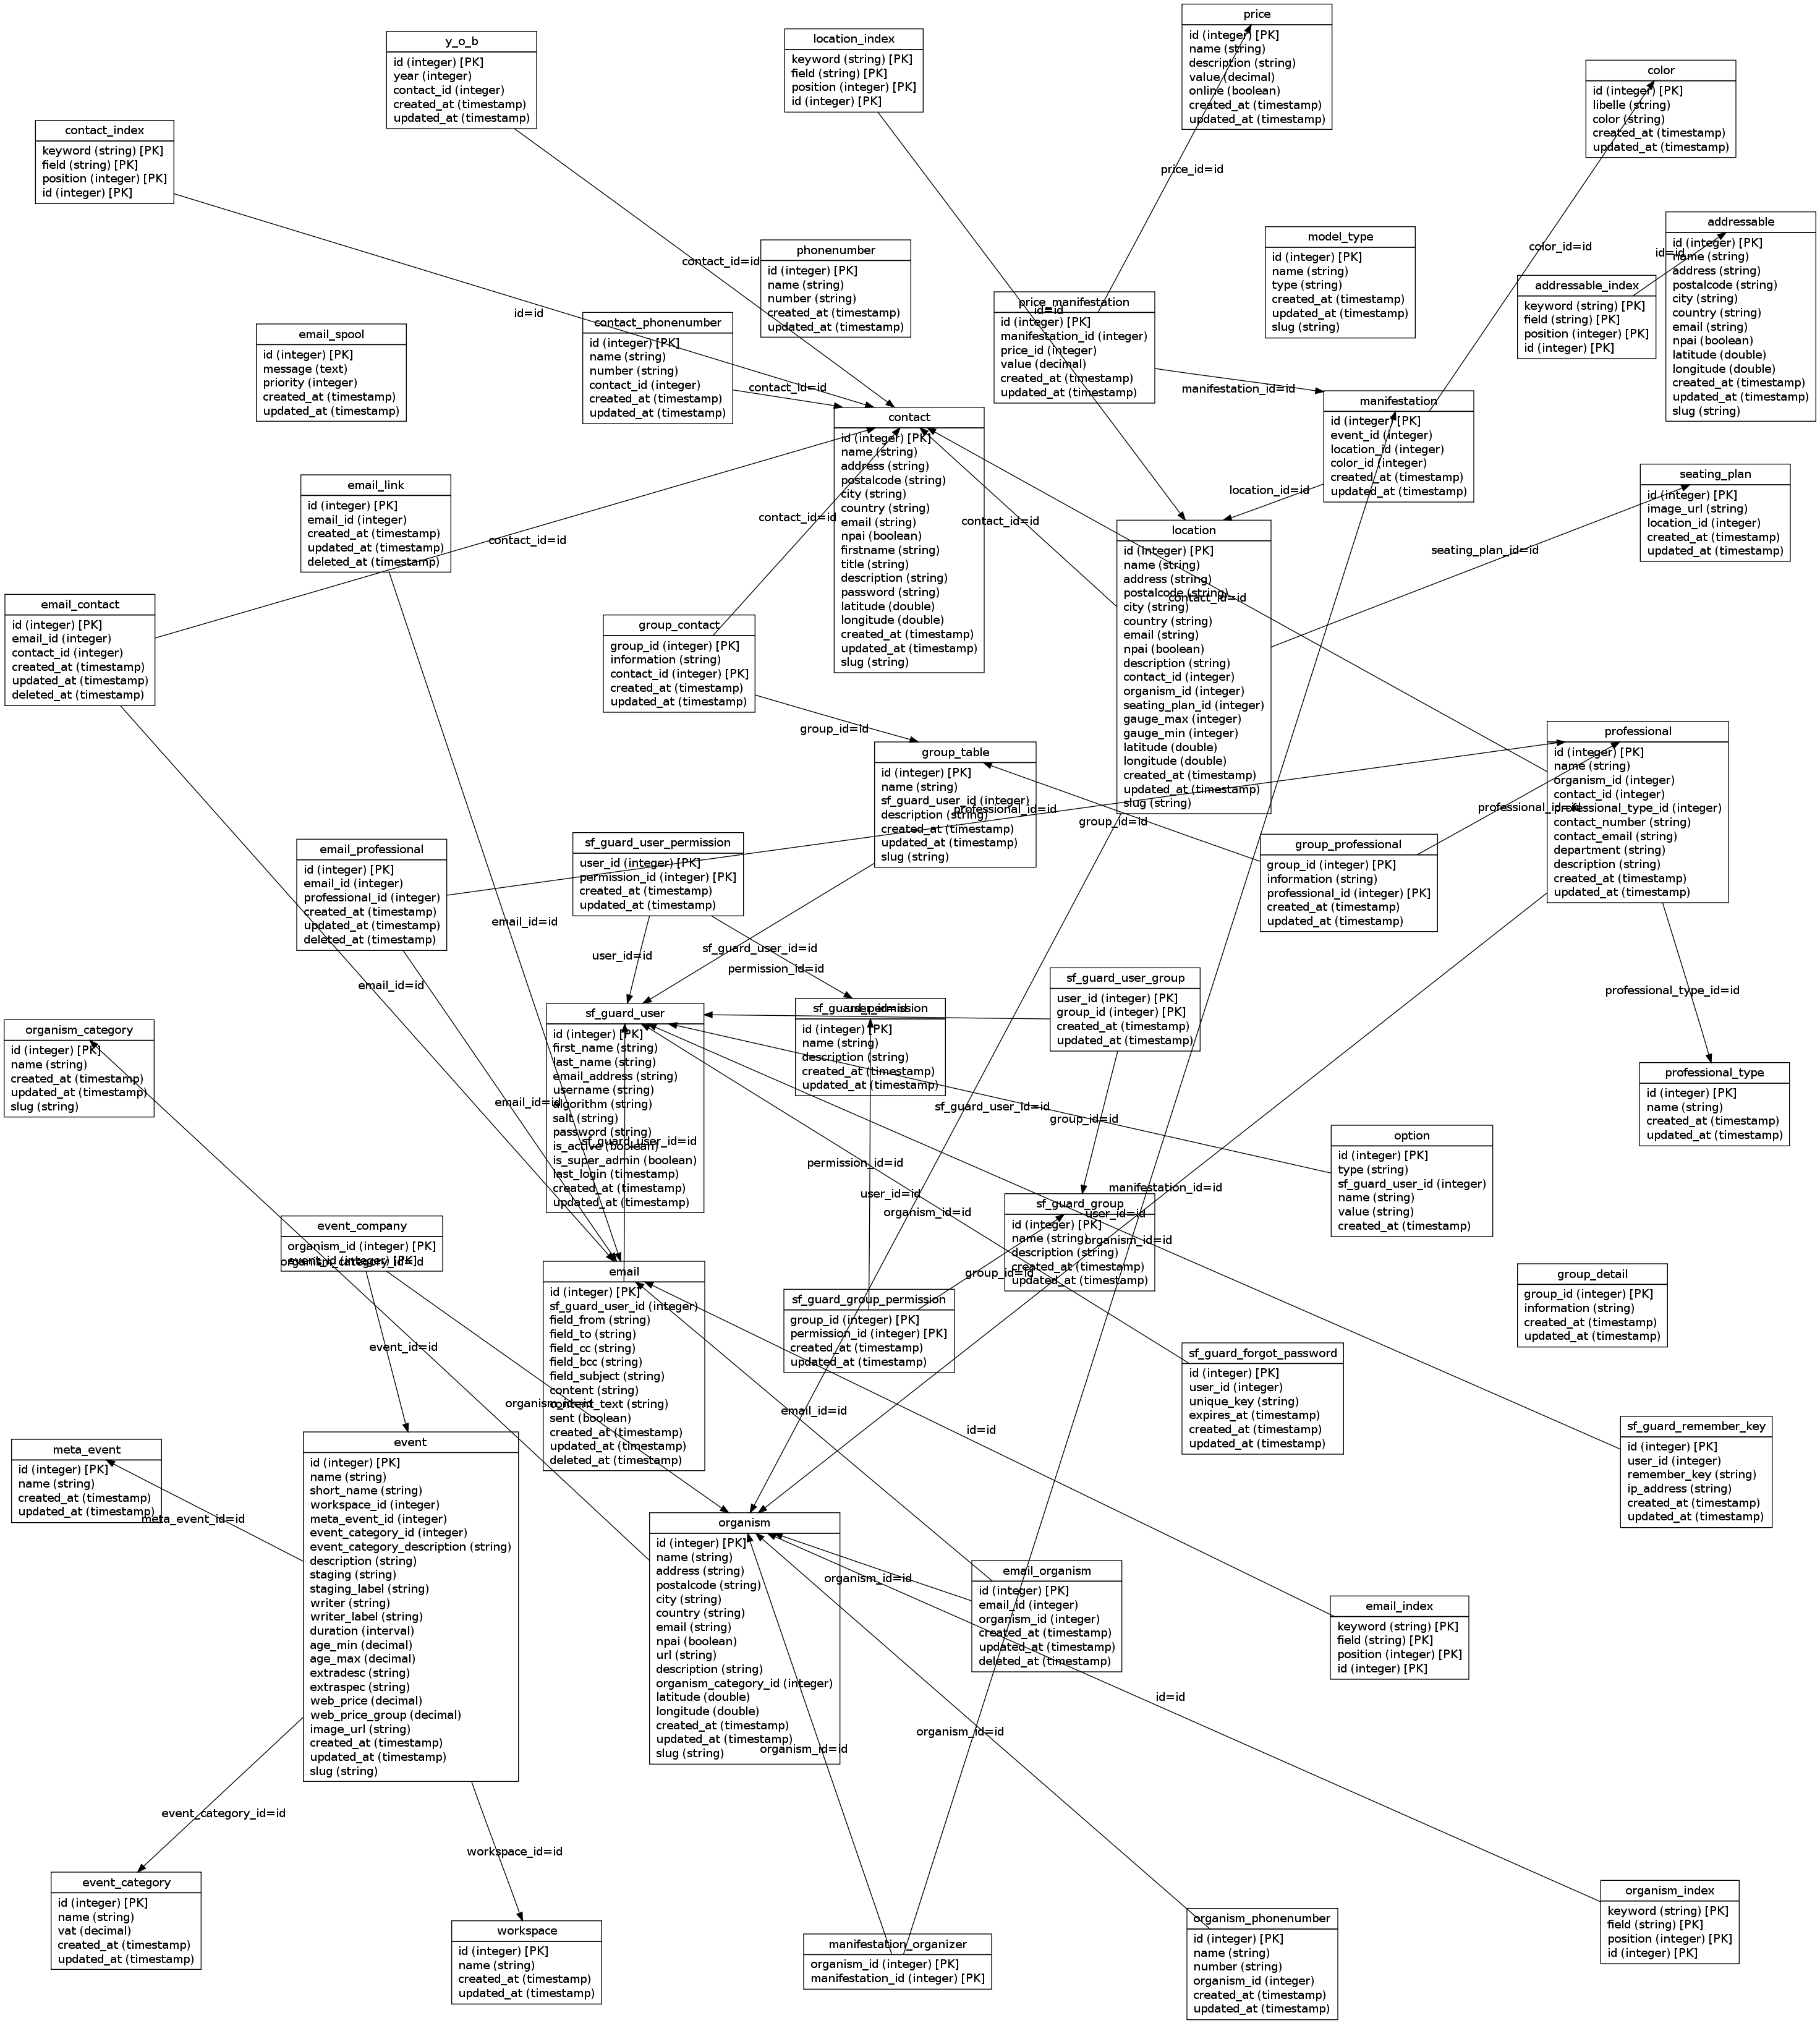 price
id (integer) [PK]
name (string)
description (string)
value (decimal)
online (boolean)
created_at (timestamp)
updated_at (timestamp)
y_o_b
id (integer) [PK]
year (integer)
contact_id (integer)
created_at (timestamp)
updated_at (timestamp)
location_index
keyword (string) [PK]
field (string) [PK]
position (integer) [PK]
id (integer) [PK]
color
id (integer) [PK]
libelle (string)
color (string)
created_at (timestamp)
updated_at (timestamp)
contact_index
keyword (string) [PK]
field (string) [PK]
position (integer) [PK]
id (integer) [PK]
price_id=id
addressable
id (integer) [PK]
name (string)
address (string)
postalcode (string)
city (string)
country (string)
email (string)
npai (boolean)
latitude (double)
longitude (double)
created_at (timestamp)
updated_at (timestamp)
slug (string)
model_type
id (integer) [PK]
name (string)
type (string)
created_at (timestamp)
updated_at (timestamp)
slug (string)
color_id=id
id=id
contact_id=id
phonenumber
id (integer) [PK]
name (string)
number (string)
created_at (timestamp)
updated_at (timestamp)
addressable_index
keyword (string) [PK]
field (string) [PK]
position (integer) [PK]
id (integer) [PK]
price_manifestation
id (integer) [PK]
manifestation_id (integer)
price_id (integer)
value (decimal)
created_at (timestamp)
updated_at (timestamp)
id=id
id=id
contact_phonenumber
id (integer) [PK]
name (string)
number (string)
contact_id (integer)
created_at (timestamp)
updated_at (timestamp)
email_spool
id (integer) [PK]
message (text)
priority (integer)
created_at (timestamp)
updated_at (timestamp)
contact_id=id
manifestation_id=id
manifestation
id (integer) [PK]
event_id (integer)
location_id (integer)
color_id (integer)
created_at (timestamp)
updated_at (timestamp)
contact
id (integer) [PK]
name (string)
address (string)
postalcode (string)
city (string)
country (string)
email (string)
npai (boolean)
firstname (string)
title (string)
description (string)
password (string)
latitude (double)
longitude (double)
created_at (timestamp)
updated_at (timestamp)
slug (string)
seating_plan
id (integer) [PK]
image_url (string)
location_id (integer)
created_at (timestamp)
updated_at (timestamp)
email_link
id (integer) [PK]
email_id (integer)
created_at (timestamp)
updated_at (timestamp)
deleted_at (timestamp)
location_id=id
contact_id=id
contact_id=id
contact_id=id
seating_plan_id=id
location
id (integer) [PK]
name (string)
address (string)
postalcode (string)
city (string)
country (string)
email (string)
npai (boolean)
description (string)
contact_id (integer)
organism_id (integer)
seating_plan_id (integer)
gauge_max (integer)
gauge_min (integer)
latitude (double)
longitude (double)
created_at (timestamp)
updated_at (timestamp)
slug (string)
contact_id=id
email_contact
id (integer) [PK]
email_id (integer)
contact_id (integer)
created_at (timestamp)
updated_at (timestamp)
deleted_at (timestamp)
group_contact
group_id (integer) [PK]
information (string)
contact_id (integer) [PK]
created_at (timestamp)
updated_at (timestamp)
group_id=id
professional
id (integer) [PK]
name (string)
organism_id (integer)
contact_id (integer)
professional_type_id (integer)
contact_number (string)
contact_email (string)
department (string)
description (string)
created_at (timestamp)
updated_at (timestamp)
group_table
id (integer) [PK]
name (string)
sf_guard_user_id (integer)
description (string)
created_at (timestamp)
updated_at (timestamp)
slug (string)
professional_id=id
professional_id=id
group_id=id
sf_guard_user_permission
user_id (integer) [PK]
permission_id (integer) [PK]
created_at (timestamp)
updated_at (timestamp)
group_professional
group_id (integer) [PK]
information (string)
professional_id (integer) [PK]
created_at (timestamp)
updated_at (timestamp)
email_professional
id (integer) [PK]
email_id (integer)
professional_id (integer)
created_at (timestamp)
updated_at (timestamp)
deleted_at (timestamp)
email_id=id
user_id=id
sf_guard_user_id=id
permission_id=id
email_id=id
professional_type_id=id
sf_guard_user_group
user_id (integer) [PK]
group_id (integer) [PK]
created_at (timestamp)
updated_at (timestamp)
sf_guard_user
id (integer) [PK]
first_name (string)
last_name (string)
email_address (string)
username (string)
algorithm (string)
salt (string)
password (string)
is_active (boolean)
is_super_admin (boolean)
last_login (timestamp)
created_at (timestamp)
updated_at (timestamp)
sf_guard_permission
user_id=id
id (integer) [PK]
name (string)
description (string)
created_at (timestamp)
updated_at (timestamp)
organism_category
id (integer) [PK]
name (string)
created_at (timestamp)
updated_at (timestamp)
slug (string)
professional_type
id (integer) [PK]
name (string)
created_at (timestamp)
updated_at (timestamp)
email_id=id
sf_guard_user_id=id
group_id=id
sf_guard_user_id=id
option
id (integer) [PK]
type (string)
sf_guard_user_id (integer)
name (string)
value (string)
created_at (timestamp)
permission_id=id
manifestation_id=id
user_id=id
organism_id=id
user_id=id
sf_guard_group
id (integer) [PK]
name (string)
description (string)
created_at (timestamp)
updated_at (timestamp)
organism_id=id
group_id=id
event_company
organism_id (integer) [PK]
event_id (integer) [PK]
organism_category_id=id
email
id (integer) [PK]
sf_guard_user_id (integer)
field_from (string)
field_to (string)
field_cc (string)
field_bcc (string)
field_subject (string)
content (string)
content_text (string)
sent (boolean)
created_at (timestamp)
updated_at (timestamp)
deleted_at (timestamp)
group_detail
group_id (integer) [PK]
information (string)
created_at (timestamp)
updated_at (timestamp)
sf_guard_group_permission
group_id (integer) [PK]
permission_id (integer) [PK]
created_at (timestamp)
updated_at (timestamp)
event_id=id
sf_guard_forgot_password
id (integer) [PK]
user_id (integer)
unique_key (string)
expires_at (timestamp)
created_at (timestamp)
updated_at (timestamp)
organism_id=id
email_id=id
id=id
sf_guard_remember_key
id (integer) [PK]
user_id (integer)
remember_key (string)
ip_address (string)
created_at (timestamp)
updated_at (timestamp)
meta_event
id (integer) [PK]
name (string)
created_at (timestamp)
updated_at (timestamp)
meta_event_id=id
event
id (integer) [PK]
name (string)
short_name (string)
workspace_id (integer)
meta_event_id (integer)
event_category_id (integer)
event_category_description (string)
description (string)
staging (string)
staging_label (string)
writer (string)
writer_label (string)
duration (interval)
age_min (decimal)
age_max (decimal)
extradesc (string)
extraspec (string)
web_price (decimal)
web_price_group (decimal)
image_url (string)
created_at (timestamp)
updated_at (timestamp)
slug (string)
organism
id (integer) [PK]
name (string)
address (string)
postalcode (string)
city (string)
country (string)
email (string)
npai (boolean)
url (string)
description (string)
organism_category_id (integer)
latitude (double)
longitude (double)
created_at (timestamp)
updated_at (timestamp)
slug (string)
organism_id=id
email_organism
id (integer) [PK]
email_id (integer)
organism_id (integer)
created_at (timestamp)
updated_at (timestamp)
deleted_at (timestamp)
email_index
keyword (string) [PK]
field (string) [PK]
position (integer) [PK]
id (integer) [PK]
id=id
organism_id=id
organism_id=id
event_category_id=id
workspace_id=id
event_category
id (integer) [PK]
name (string)
vat (decimal)
created_at (timestamp)
updated_at (timestamp)
workspace
id (integer) [PK]
name (string)
created_at (timestamp)
updated_at (timestamp)
manifestation_organizer
organism_id (integer) [PK]
manifestation_id (integer) [PK]
organism_phonenumber
id (integer) [PK]
name (string)
number (string)
organism_id (integer)
created_at (timestamp)
updated_at (timestamp)
organism_index
keyword (string) [PK]
field (string) [PK]
position (integer) [PK]
id (integer) [PK]